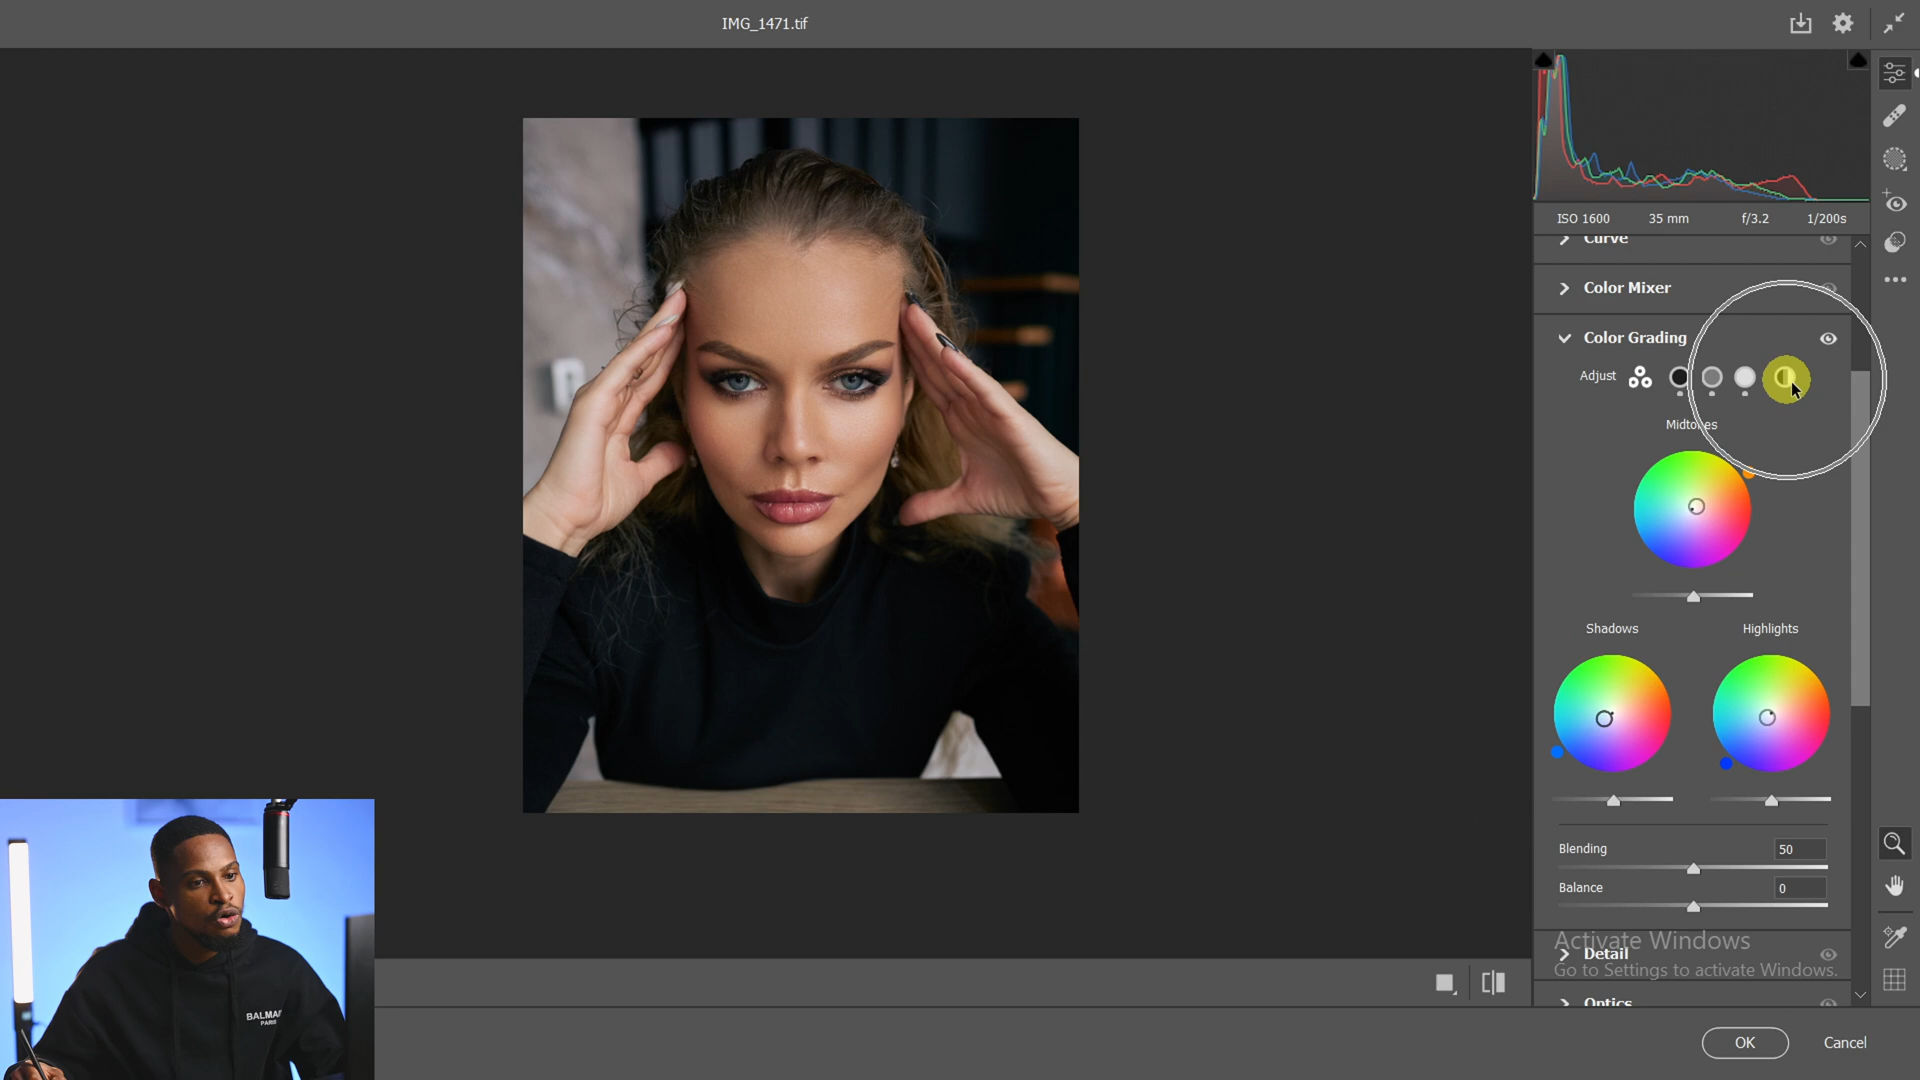 IMG_1471.tif
ISO 1600 35 mm f/3.2 1/200s
Curve
Color Mixer
Color Grading
Adjust
Midtones
Shadows Highlights
Blending 50
Balance 0
Activate Windows
Detail
Go to Settings to activate Windows.
Optics
BALMAI
PARIS
OK Cancel